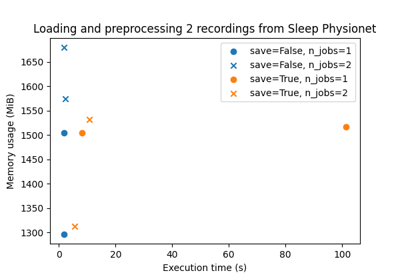 Loading and preprocessing 2 recordings from Sleep Physionet
save=False, n_jobs=1
save=False, n_jobs=2
save=True, n_jobs=1
save=True, n_jobs=2
Memory usage (MiB)
1650
1600
1550
1500
1450
1400
1350
1300
0 20 40 60 80 100
Execution time (s)